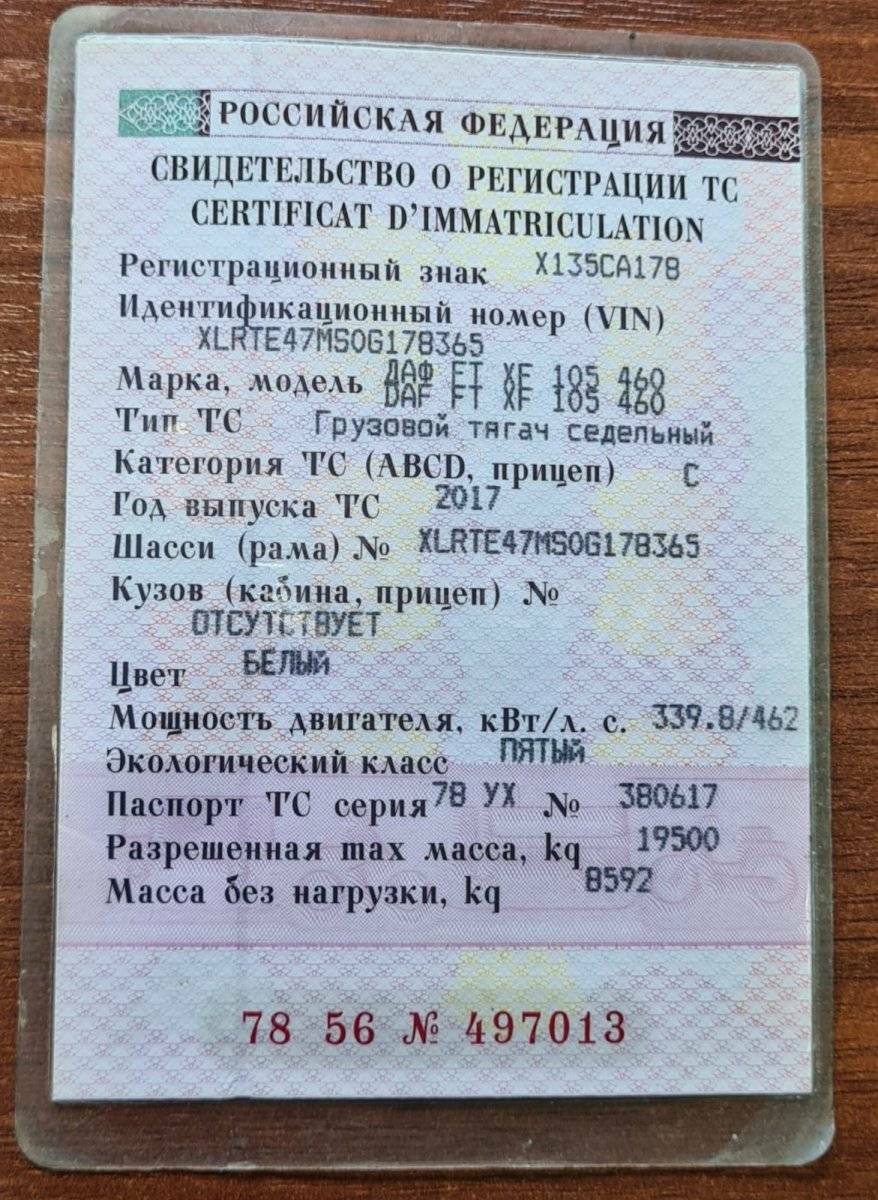 РОССИЙСКАЯ ФЕДЕРАЦИЯ
СВИДЕТЕЛЬСТВО О РЕГИСТРАЦИИ ТС
CERTIFICAT D'IMMATRICULATION
Регистрационный знак Х135СА178
Идентификационный номер (VIN)
XLRTE47MS0G178365
Марка, модель ДАФ FT XF 105 460
DAF FT XF 105 460
Тип ТС Грузовой тягач седельный
Категория ТС (ABCD, прицеп) C
Год выпуска ТС 2017
Шасси (рама) № XLRTE47MS0G178365
Кузов (кабина, прицеп) №
ОТСУТСТВУЕТ
Цвет БЕЛЫЙ
Мощность двигателя, кВт/л. с. 339.8/462
Экологический класс ПЯТЫЙ
Паспорт ТС серия 78 УХ № 380617
Разрешенная max масса, kg 19500
Масса без нагрузки, kg 8592
78 56 № 497013